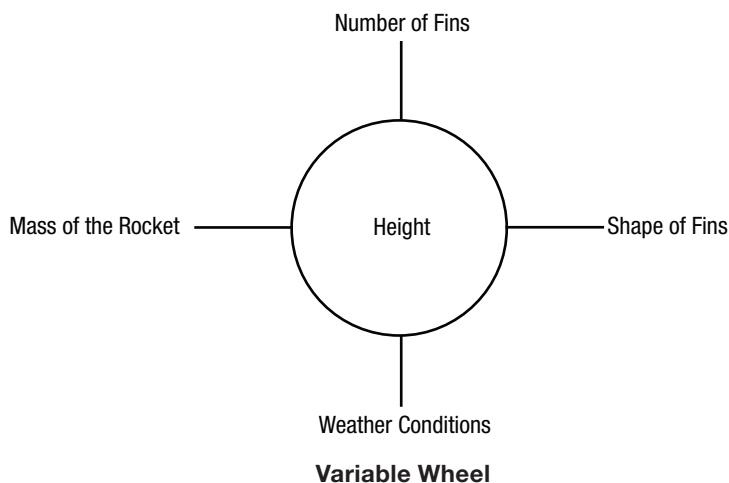 Number of Fins
Mass of the Rocket
Height
Shape of Fins
Weather Conditions
Variable Wheel